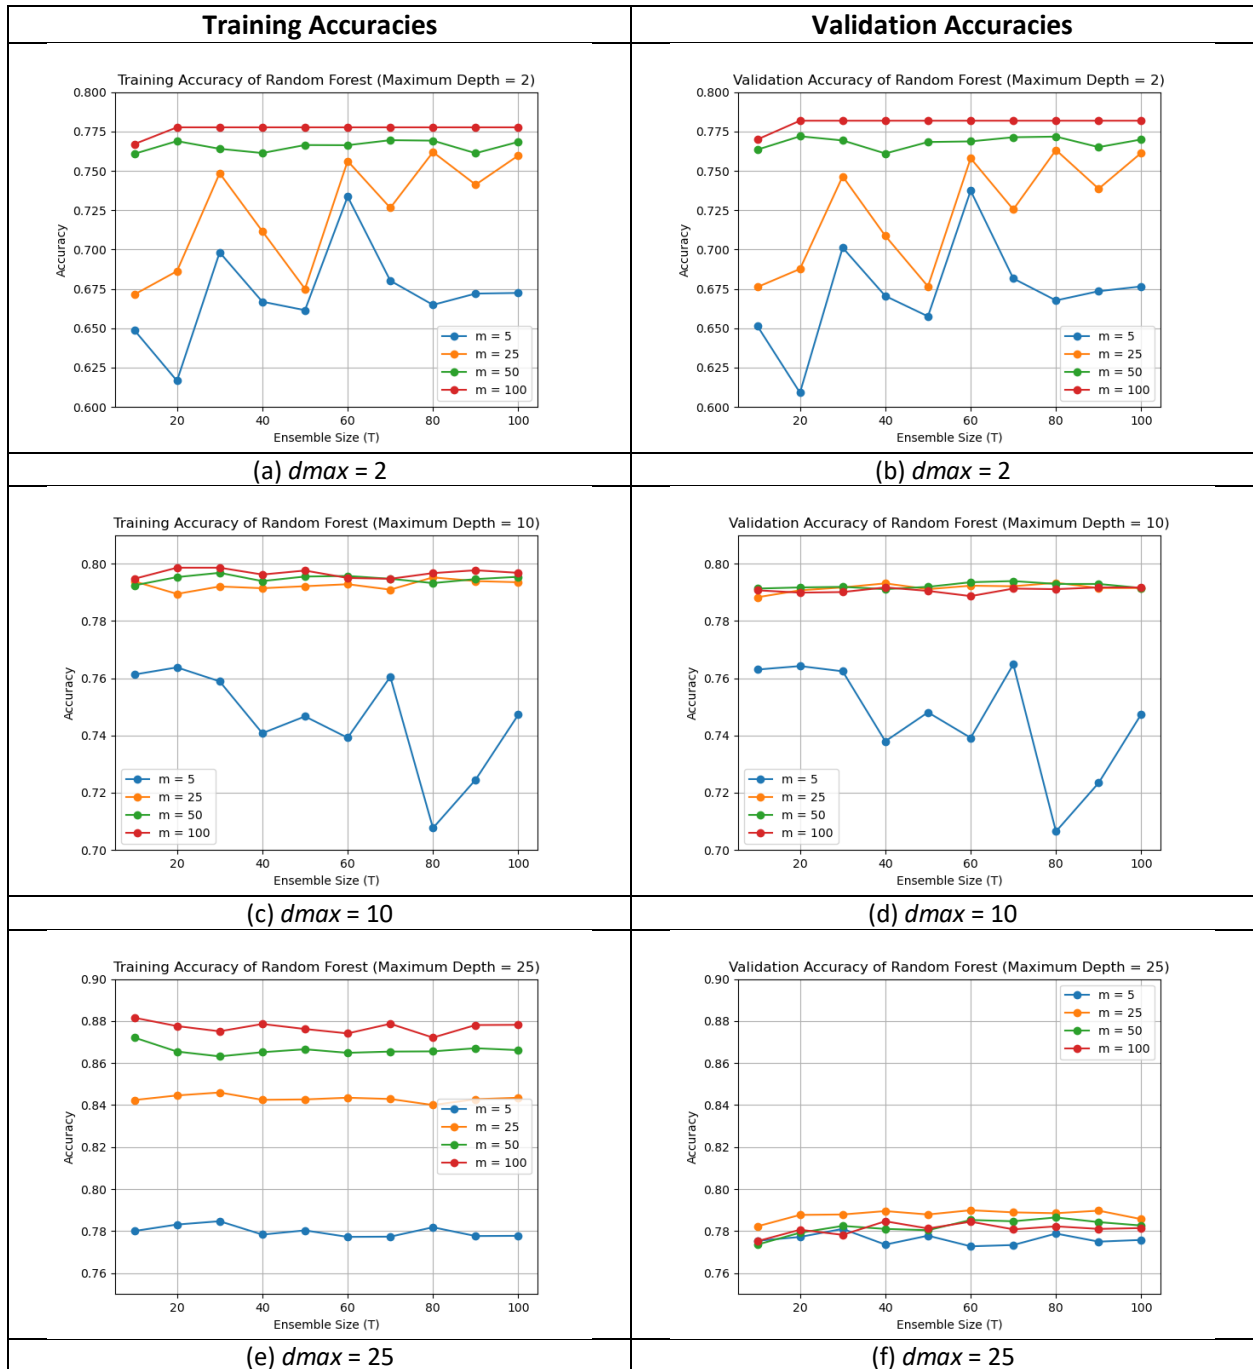 Training Accuracies
Validation Accuracies
Training Accuracy of Random Forest (Maximum Depth = 2)
0.800
0.775
0.750
0.725
0.700
0.675
0.650
0.625
0.600
Accuracy
m = 5
m = 25
m = 50
m = 100
20 40 60 80 100
Ensemble Size (T)
Validation Accuracy of Random Forest (Maximum Depth = 2)
0.800
0.775
0.750
0.725
0.700
0.675
0.650
0.625
0.600
Accuracy
m = 5
m = 25
m = 50
m = 100
20 40 60 80 100
Ensemble Size (T)
(a) dmax = 2
(b) dmax = 2
Training Accuracy of Random Forest (Maximum Depth = 10)
0.80
0.78
0.76
0.74
0.72
0.70
Accuracy
m = 5
m = 25
m = 50
m = 100
20 40 60 80 100
Ensemble Size (T)
Validation Accuracy of Random Forest (Maximum Depth = 10)
0.80
0.78
0.76
0.74
0.72
0.70
Accuracy
m = 5
m = 25
m = 50
m = 100
20 40 60 80 100
Ensemble Size (T)
(c) dmax = 10
(d) dmax = 10
Training Accuracy of Random Forest (Maximum Depth = 25)
0.90
0.88
0.86
0.84
0.82
0.80
0.78
0.76
Accuracy
m = 5
m = 25
m = 50
m = 100
20 40 60 80 100
Ensemble Size (T)
Validation Accuracy of Random Forest (Maximum Depth = 25)
0.90
0.88
0.86
0.84
0.82
0.80
0.78
0.76
Accuracy
m = 5
m = 25
m = 50
m = 100
20 40 60 80 100
Ensemble Size (T)
(e) dmax = 25
(f) dmax = 25